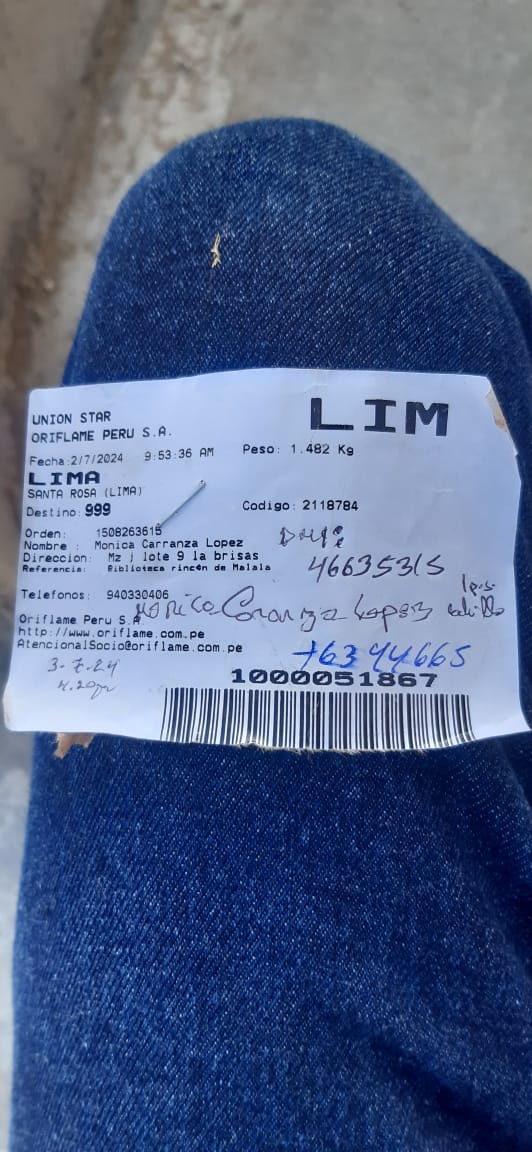 UNION STAR
ORIFLAME PERU S.A.
LIM
Fecha:2/7/2024 9:53:36 AM Peso: 1.482 Kg
LIMA
SANTA ROSA (LIMA)
Destino: 999 Codigo: 2118784
Orden: 1508263615
Nombre : Monica Carranza Lopez
Direccion: Mz j lote 9 la brisas
Referencia: Biblioteca rincón de Malala
46635315
Telefonos: 940330406
Monica Carranza Lopez
Oriflame Peru S.A.
http://www.oriflame.com.pe
AtencionalSocio@oriflame.com.pe
3-7-24
1000051867